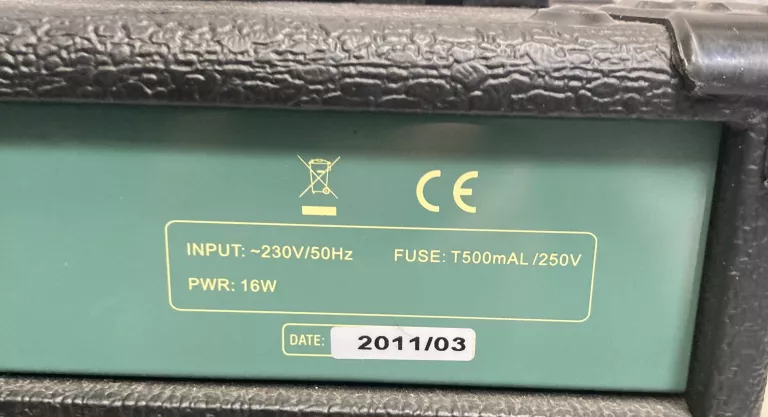 CE
INPUT: ~230V/50Hz FUSE: T500mAL /250V
PWR: 16W
DATE: 2011/03